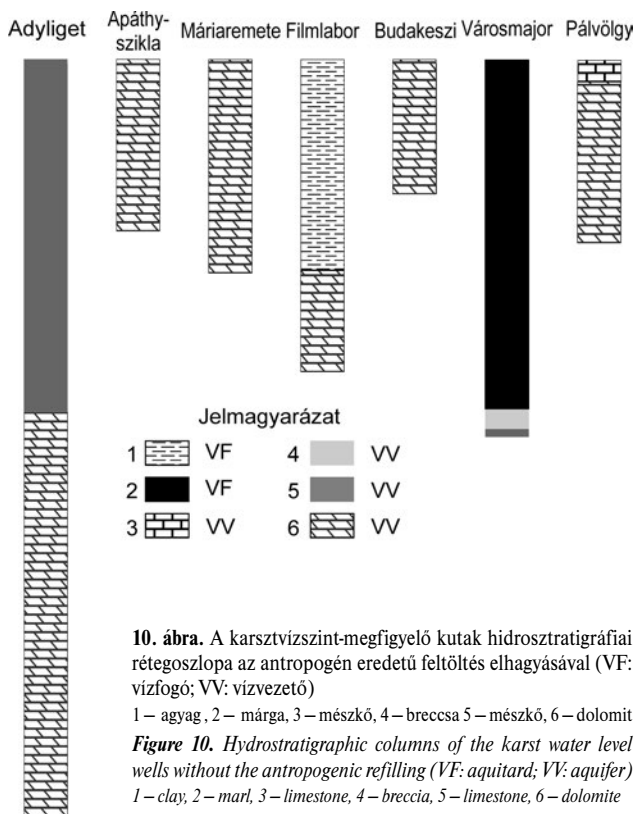 Adyliget Apáthy-szikla Máriaremete Filmlabor Budakeszi Városmajor Pálvölgy
Jelmagyarázat
1 VF 4 VV
2 VF 5 VV
3 VV 6 VV
10. ábra. A karsztvízszint-megfigyelő kutak hidrosztratigráfiai
rétegoszlopa az antropogén eredetű feltöltés elhagyásával (VF:
vízfogó; VV: vízvezető)
1 – agyag , 2 – márga, 3 – mészkő, 4 – breccsa 5 – mészkő, 6 – dolomit
Figure 10. Hydrostratigraphic columns of the karst water level
wells without the antropogenic refilling (VF: aquitard; VV: aquifer)
1 – clay, 2 – marl, 3 – limestone, 4 – breccia, 5 – limestone, 6 – dolomite